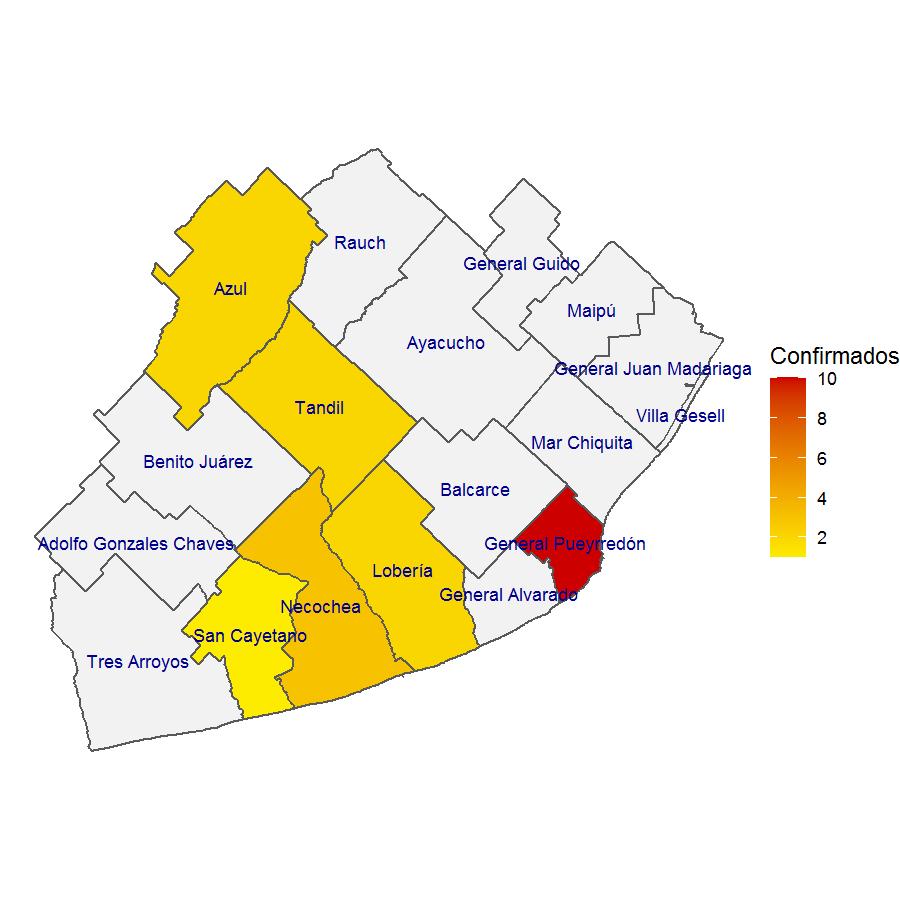 Rauch
General Guido
Azul
Maipú
Ayacucho
General Juan Madariaga
Tandil
Villa Gesell
Mar Chiquita
Benito Juárez
Balcarce
Adolfo Gonzales Chaves
General Pueyrredón
Lobería
General Alvarado
Necochea
San Cayetano
Tres Arroyos
Confirmados
10
8
6
4
2